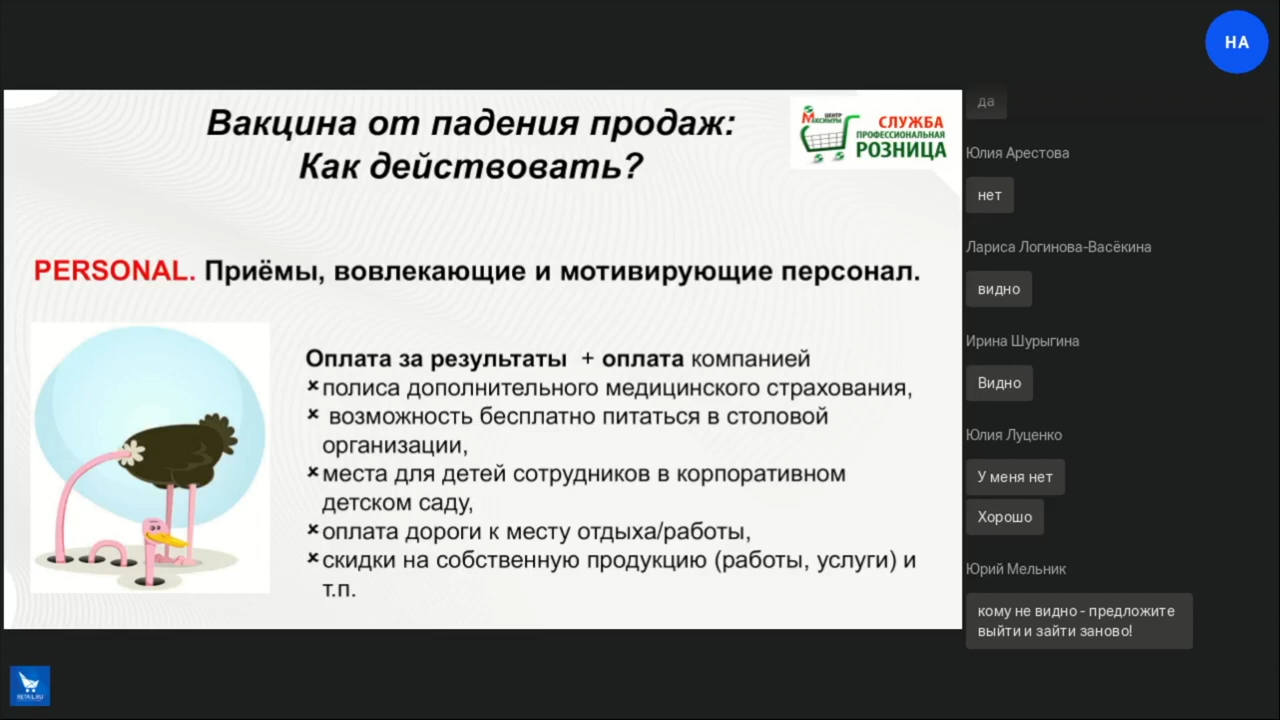 НА
Вакцина от падения продаж:
Как действовать?
ЦЕНТР
МАКСИМУМЫ
СЛУЖБА
ПРОФЕССИОНАЛЬНАЯ
РОЗНИЦА
PERSONAL. Приёмы, вовлекающие и мотивирующие персонал.
Оплата за результаты + оплата компанией
полиса дополнительного медицинского страхования,
возможность бесплатно питаться в столовой
организации,
места для детей сотрудников в корпоративном
детском саду,
оплата дороги к месту отдыха/работы,
скидки на собственную продукцию (работы, услуги) и
т.п.
да
Юлия Арестова
нет
Лариса Логинова-Васёкина
видно
Ирина Шурыгина
Видно
Юлия Луценко
У меня нет
Хорошо
Юрий Мельник
кому не видно - предложите
выйти и зайти заново!
RETAIL.RU